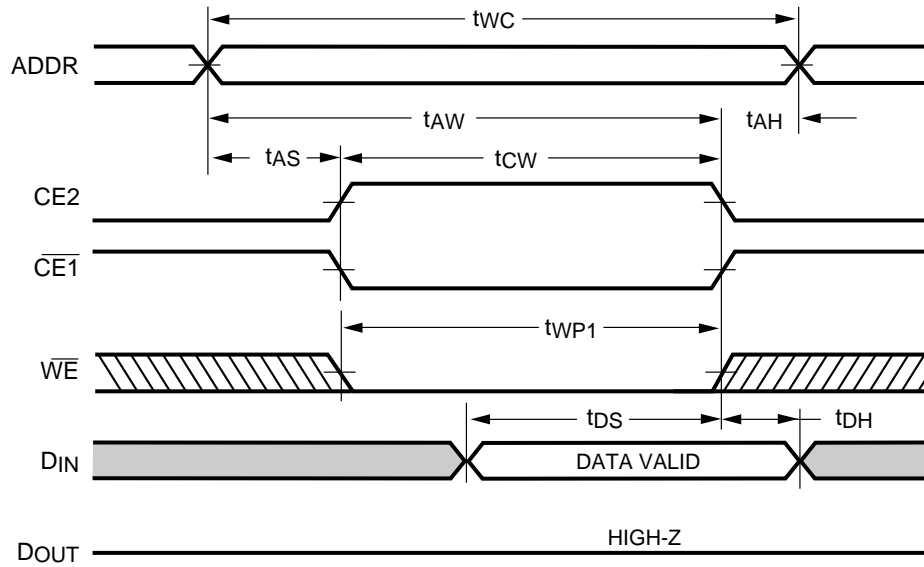 tWC
ADDR
tAW
tAH
tAS
tCW
CE2
CE1
tWP1
WE
tDS
tDH
DIN
DATA VALID
HIGH-Z
DOUT